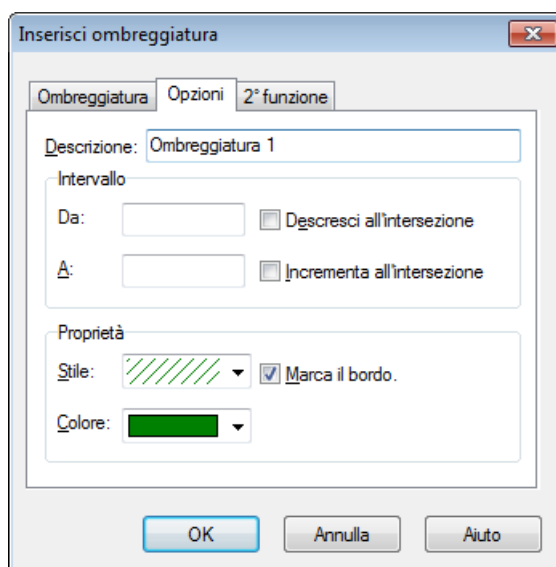 Inserisci ombreggiatura
Ombreggiatura Opzioni 2° funzione
Descrizione: Ombreggiatura 1
Intervallo
Da: Descresci all'intersezione
A: Incrementa all'intersezione
Proprietà
Stile: Marca il bordo.
Colore:
OK Annulla Aiuto